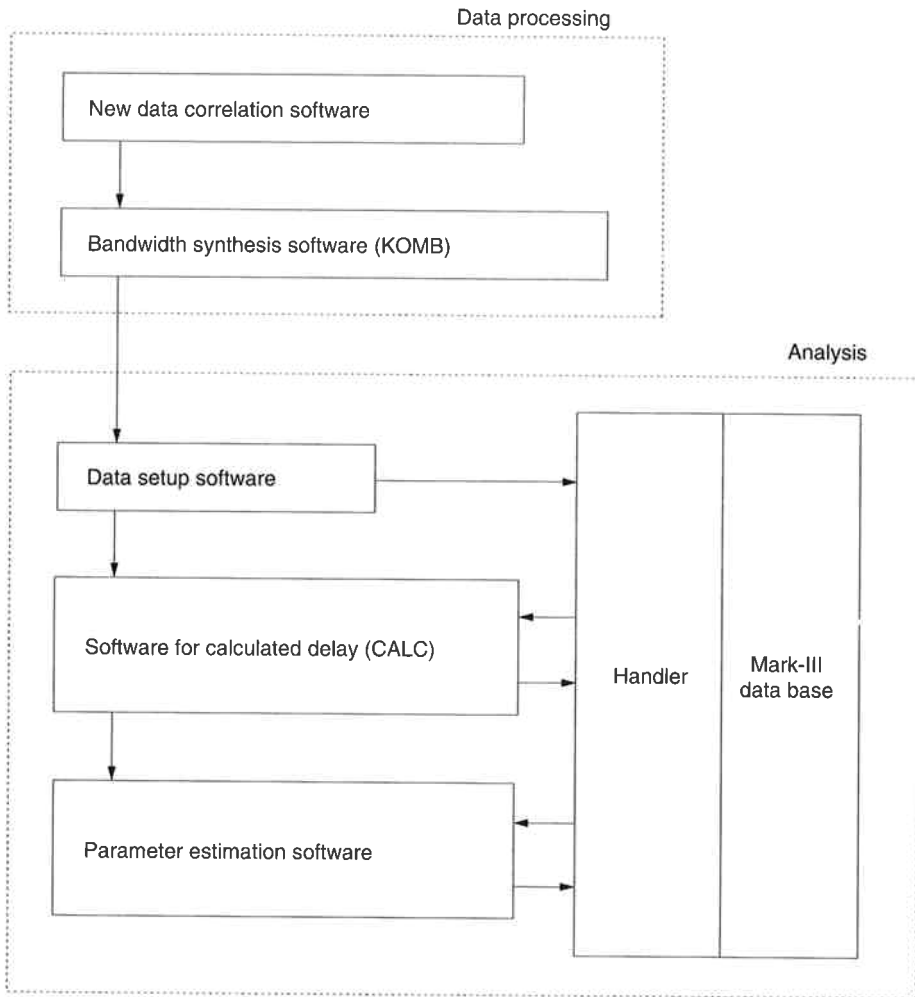 Data processing
New data correlation software
Bandwidth synthesis software (KOMB)
Analysis
Data setup software
Software for calculated delay (CALC)
Handler
Mark-III
data base
Parameter estimation software